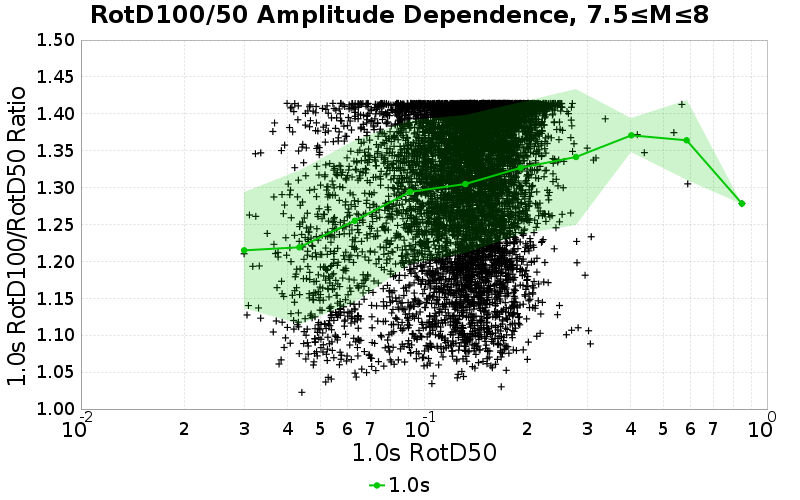 RotD100/50 Amplitude Dependence, 7.5≤M≤8
1.0s RotD100/RotD50 Ratio
1.50
1.45
1.40
1.35
1.30
1.25
1.20
1.15
1.10
1.05
1.00
10^-2 2 3 4 5 6 7 10^-1 2 3 4 5 6 7 10^0
1.0s RotD50
1.0s